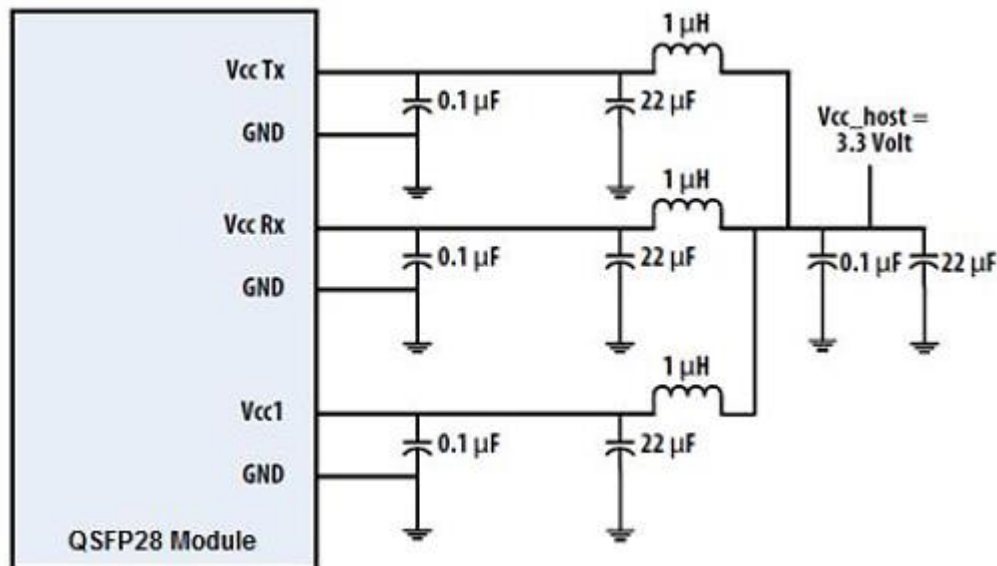 1 μH
Vcc Tx
0.1 μF
22 μF
GND
Vcc_host =
3.3 Volt
1 μH
Vcc Rx
0.1 μF
22 μF
0.1 μF
22 μF
GND
1 μH
Vcc1
0.1 μF
22 μF
GND
QSFP28 Module